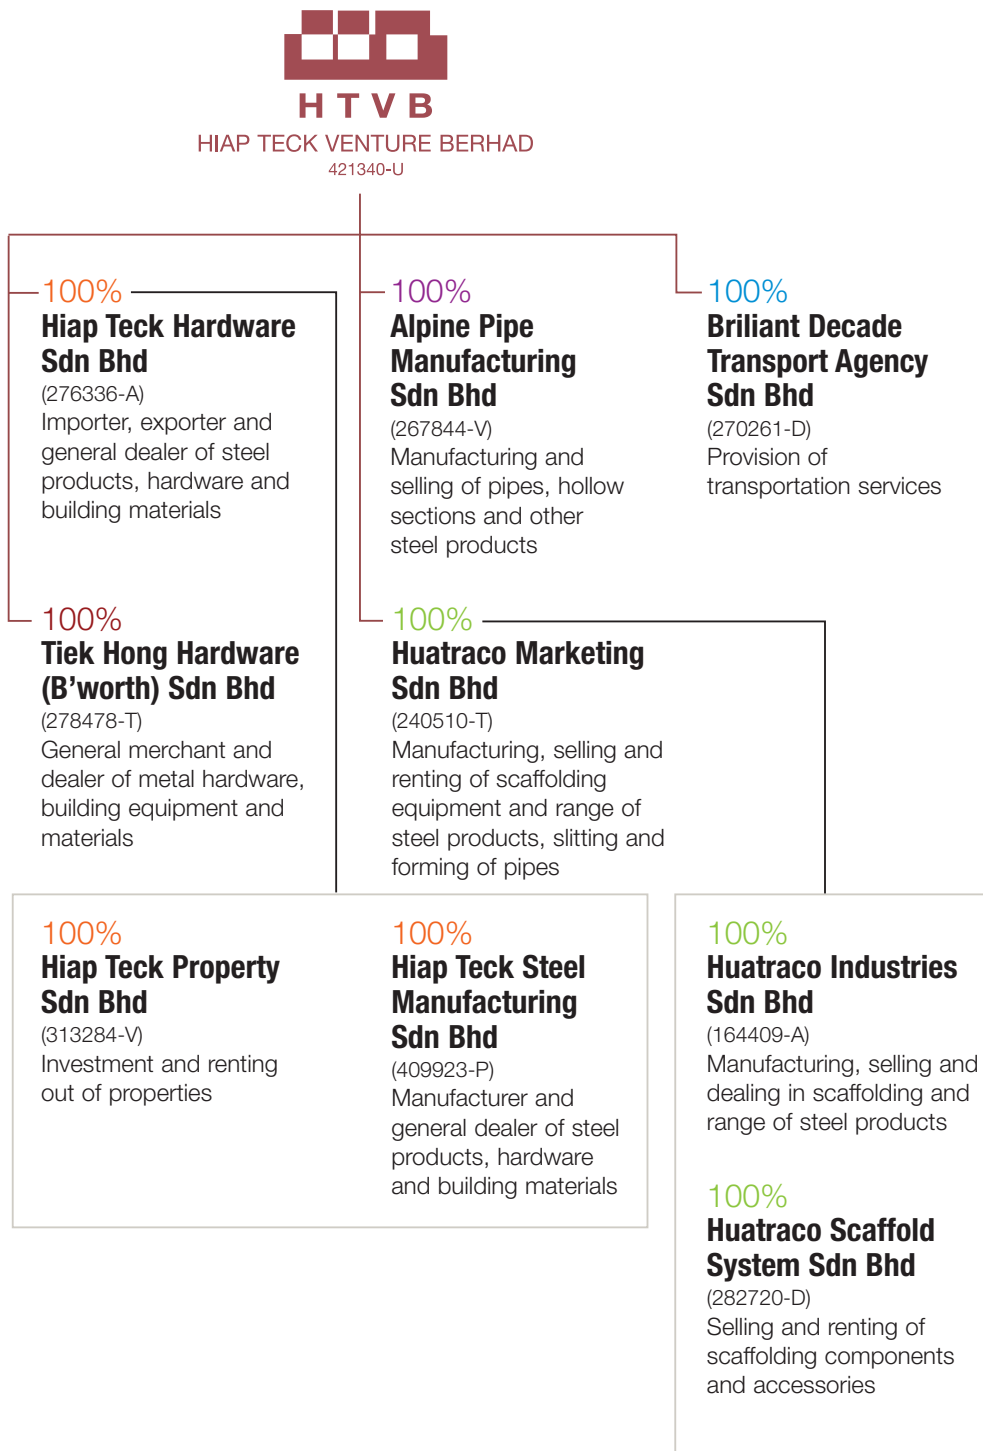 HTVB
HIAP TECK VENTURE BERHAD
421340-U
100%
Hiap Teck Hardware
Sdn Bhd
(276336-A)
Importer, exporter and
general dealer of steel
products, hardware and
building materials
100%
Alpine Pipe
Manufacturing
Sdn Bhd
(267844-V)
Manufacturing and
selling of pipes, hollow
sections and other
steel products
100%
Briliant Decade
Transport Agency
Sdn Bhd
(270261-D)
Provision of
transportation services
100%
Tiek Hong Hardware
(B’worth) Sdn Bhd
(278478-T)
General merchant and
dealer of metal hardware,
building equipment and
materials
100%
Huatraco Marketing
Sdn Bhd
(240510-T)
Manufacturing, selling and
renting of scaffolding
equipment and range of
steel products, slitting and
forming of pipes
100%
Hiap Teck Property
Sdn Bhd
(313284-V)
Investment and renting
out of properties
100%
Hiap Teck Steel
Manufacturing
Sdn Bhd
(409923-P)
Manufacturer and
general dealer of steel
products, hardware
and building materials
100%
Huatraco Industries
Sdn Bhd
(164409-A)
Manufacturing, selling and
dealing in scaffolding and
range of steel products
100%
Huatraco Scaffold
System Sdn Bhd
(282720-D)
Selling and renting of
scaffolding components
and accessories